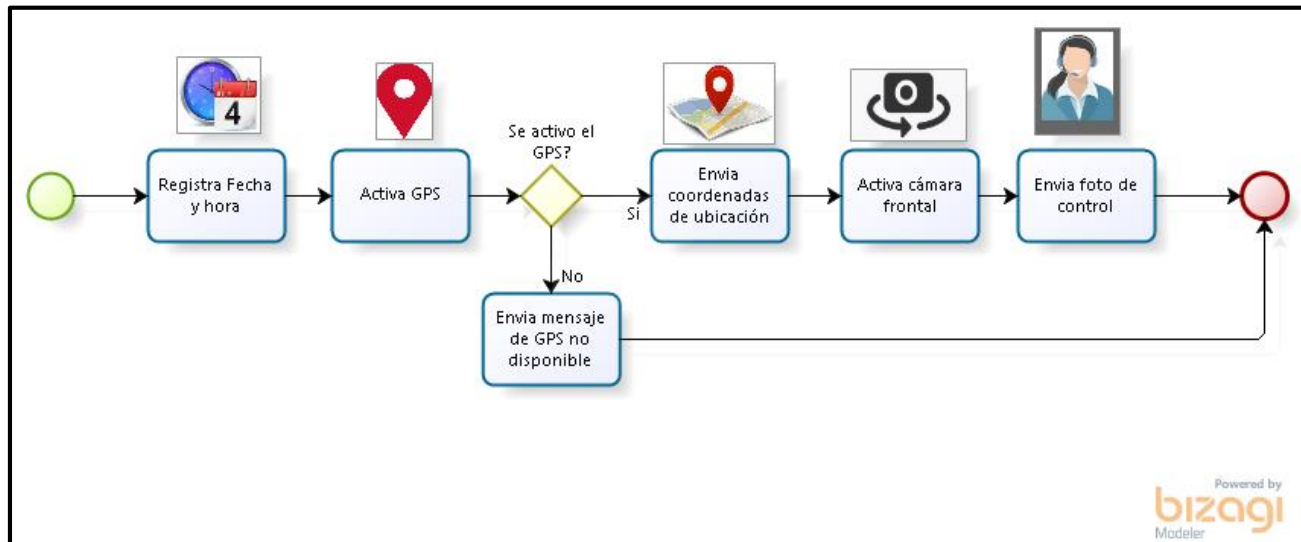 Se activo el
GPS?
Registra Fecha
y hora
4
Activa GPS
Si
Envia
coordenadas
de ubicación
Activa cámara
frontal
Envia foto de
control
No
Envia mensaje
de GPS no
disponible
Powered by
bizagi
Modeler